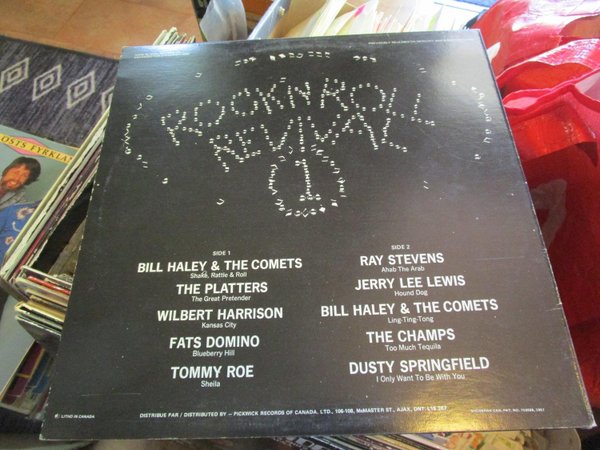 ROCK'N ROLL
REVIVAL
1
SIDE 1
BILL HALEY & THE COMETS
Shake, Rattle & Roll
THE PLATTERS
The Great Pretender
WILBERT HARRISON
Kansas City
FATS DOMINO
Blueberry Hill
TOMMY ROE
Sheila
SIDE 2
RAY STEVENS
Ahab The Arab
JERRY LEE LEWIS
Hound Dog
BILL HALEY & THE COMETS
Ling-Ting-Tong
THE CHAMPS
Too Much Tequila
DUSTY SPRINGFIELD
I Only Want To Be With You
LITHO IN CANADA
DISTRIBUE PAR / DISTRIBUTED BY - PICKWICK RECORDS OF CANADA, LTD., 106-108, McMASTER ST., AJAX, ONT. L1S 2E7
OSTS FYRKLA